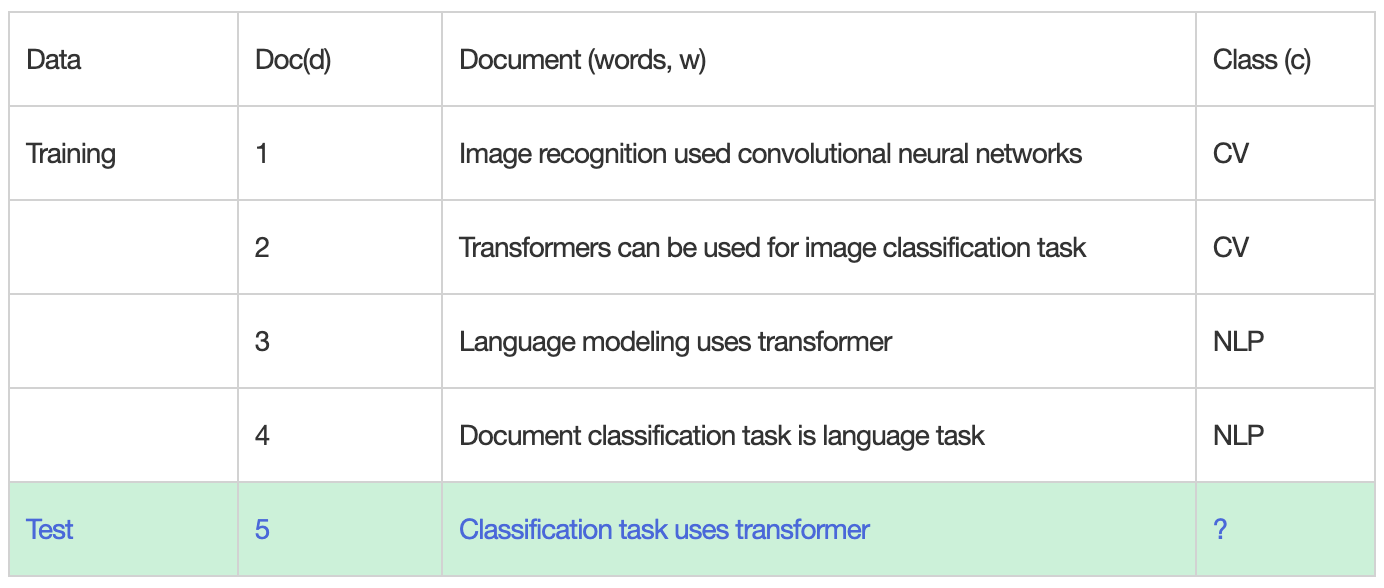 Data Doc(d) Document (words, w) Class (c)
Training 1 Image recognition used convolutional neural networks CV
2 Transformers can be used for image classification task CV
3 Language modeling uses transformer NLP
4 Document classification task is language task NLP
Test 5 Classification task uses transformer ?